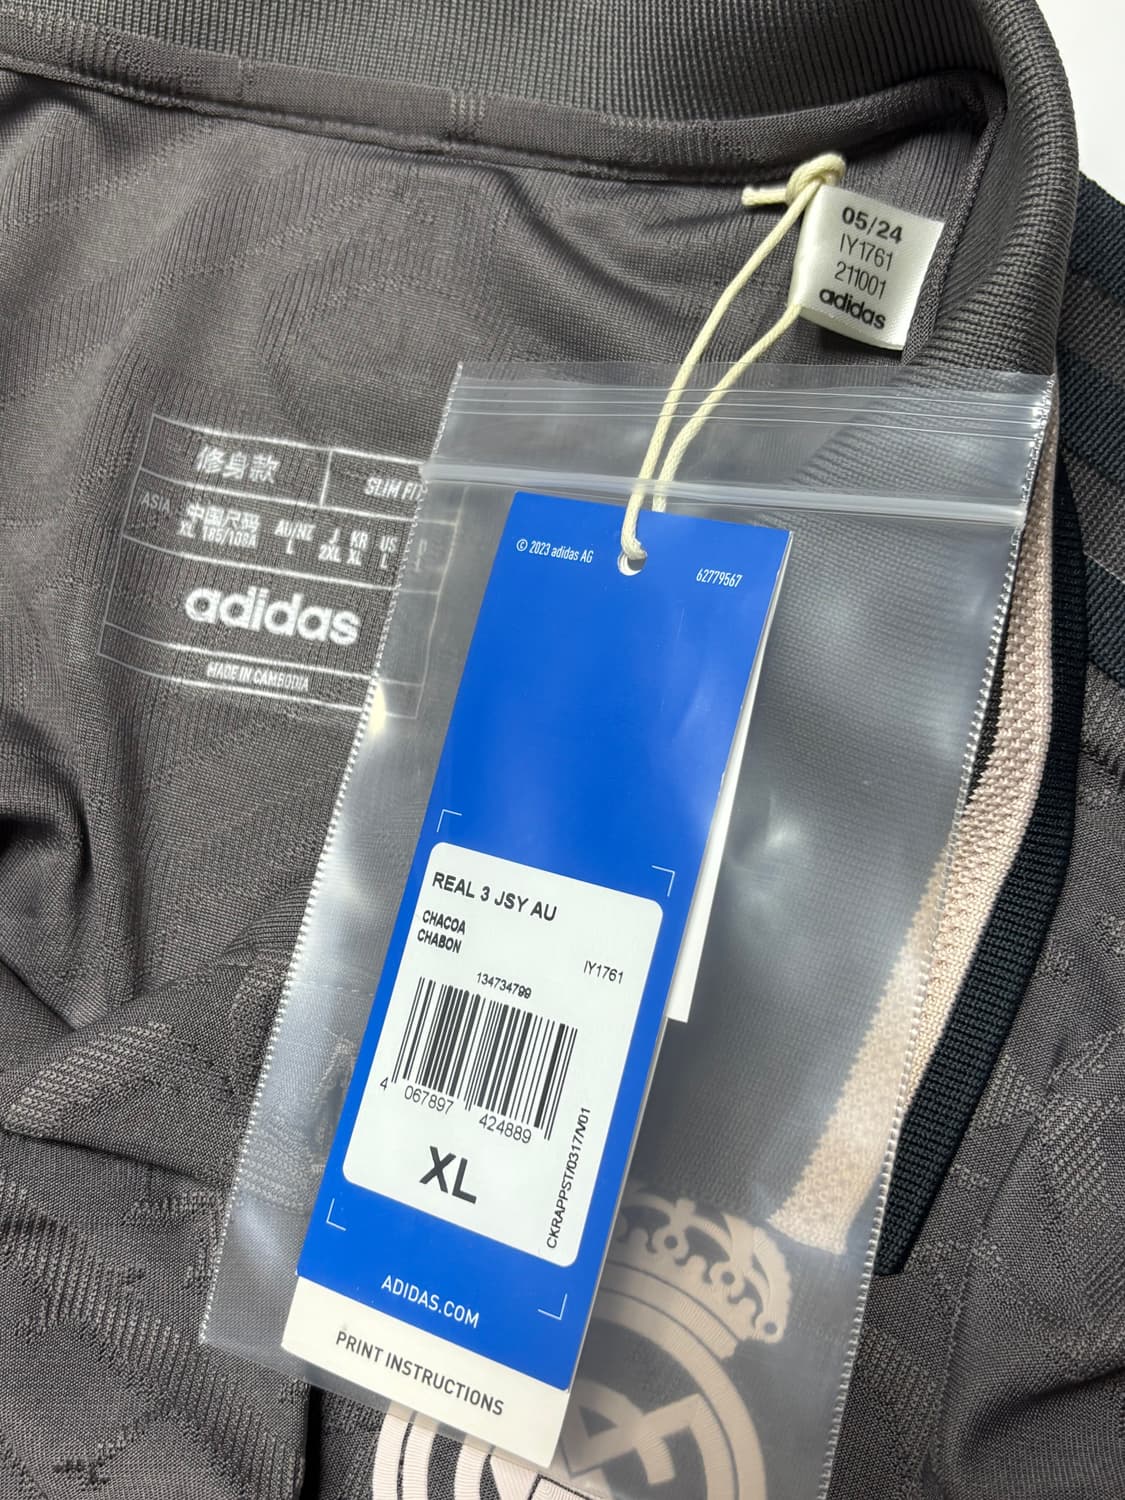 05/24
IY1761
211001
adidas
修身款
SLIM FIT
ASIA 中国尺码 AU/NZ J KR US
XL 185/108A L 2XL XL L
adidas
MADE IN CAMBODIA
© 2023 adidas AG
62779567
REAL 3 JSY AU
CHACOA
CHABON
IY1761
134734799
4 067897 424889
XL
CKRAPPST/0317/V01
ADIDAS.COM
PRINT INSTRUCTIONS